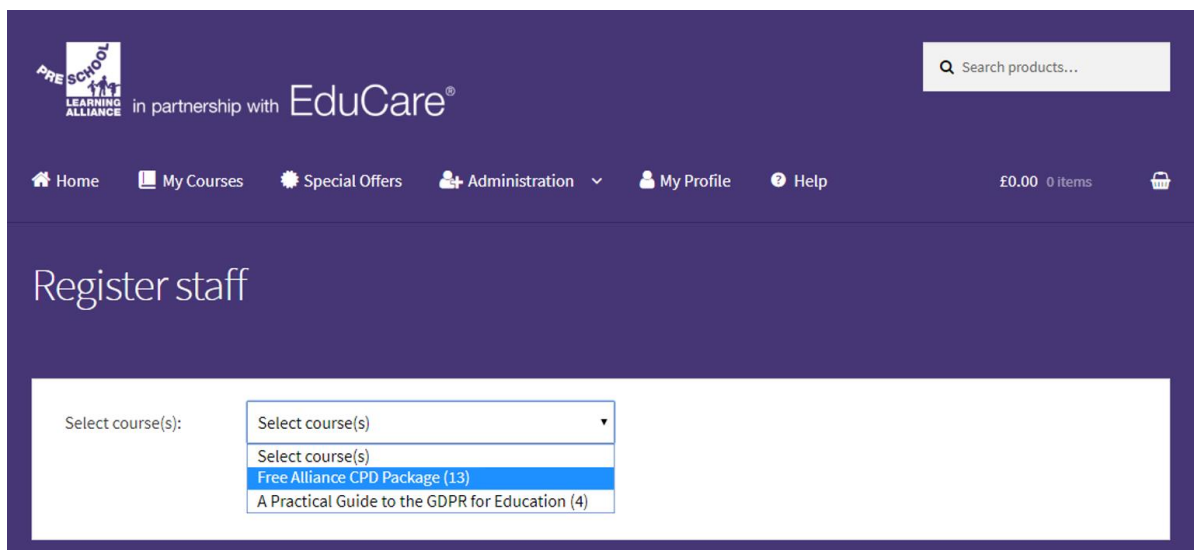 PRE SCHOOL
LEARNING
ALLIANCE
in partnership with EduCare®
Search products...
Home My Courses Special Offers Administration My Profile Help £0.00 0 items
Register staff
Select course(s): Select course(s)
Select course(s)
Free Alliance CPD Package (13)
A Practical Guide to the GDPR for Education (4)